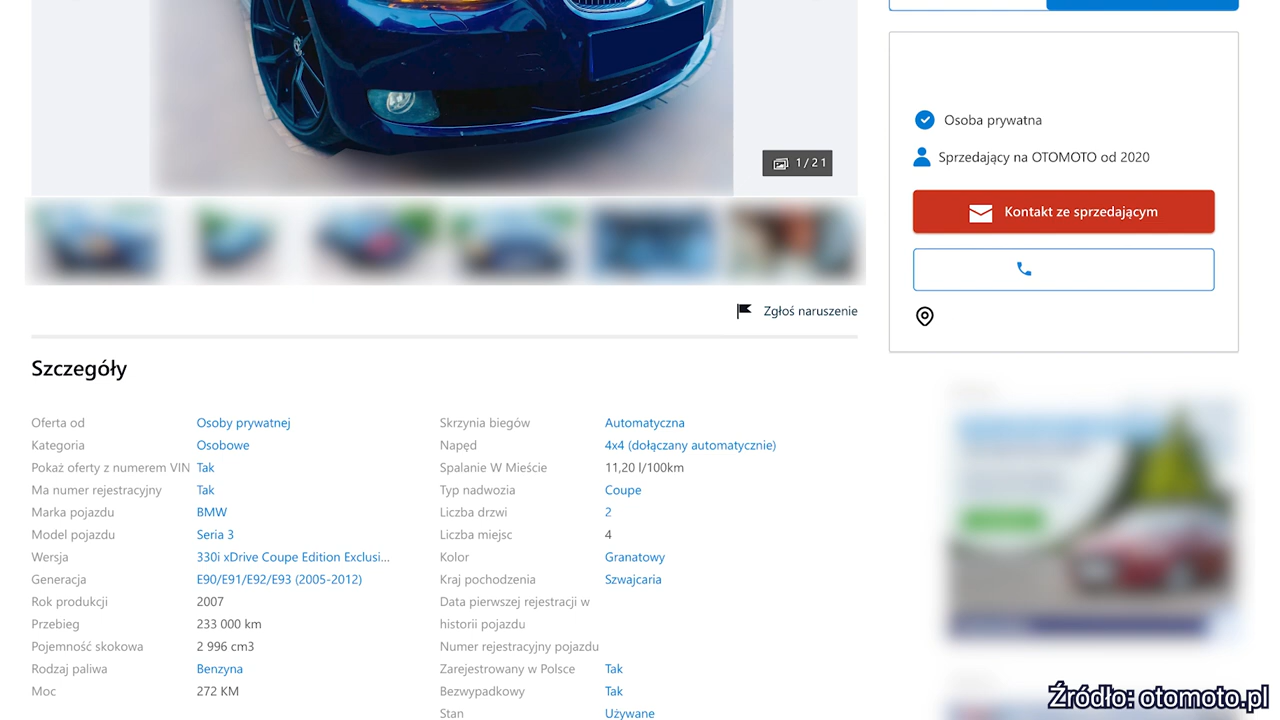 1/21
Osoba prywatna
Sprzedający na OTOMOTO od 2020
Kontakt ze sprzedającym
Zgłoś naruszenie
Szczegóły
Oferta od Osoby prywatnej
Kategoria Osobowe
Pokaż oferty z numerem VIN Tak
Ma numer rejestracyjny Tak
Marka pojazdu BMW
Model pojazdu Seria 3
Wersja 330i xDrive Coupe Edition Exclusi...
Generacja E90/E91/E92/E93 (2005-2012)
Rok produkcji 2007
Przebieg 233 000 km
Pojemność skokowa 2 996 cm3
Rodzaj paliwa Benzyna
Moc 272 KM
Skrzynia biegów Automatyczna
Napęd 4x4 (dołączany automatycznie)
Spalanie W Mieście 11,20 l/100km
Typ nadwozia Coupe
Liczba drzwi 2
Liczba miejsc 4
Kolor Granatowy
Kraj pochodzenia Szwajcaria
Data pierwszej rejestracji w
historii pojazdu
Numer rejestracyjny pojazdu
Zarejestrowany w Polsce Tak
Bezwypadkowy Tak
Stan Używane
Źródło: otomoto.pl